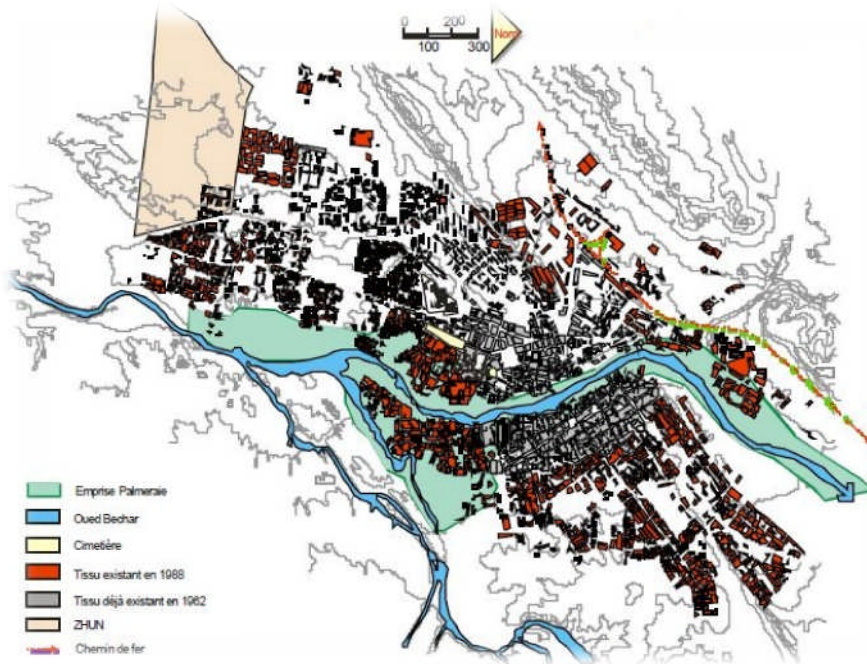 0 200
100 300
Nord
Emprise Palmeraie
Oued Bechar
Cimetière
Tissu existant en 1988
Tissu déjà existant en 1962
ZHUN
Chemin de fer